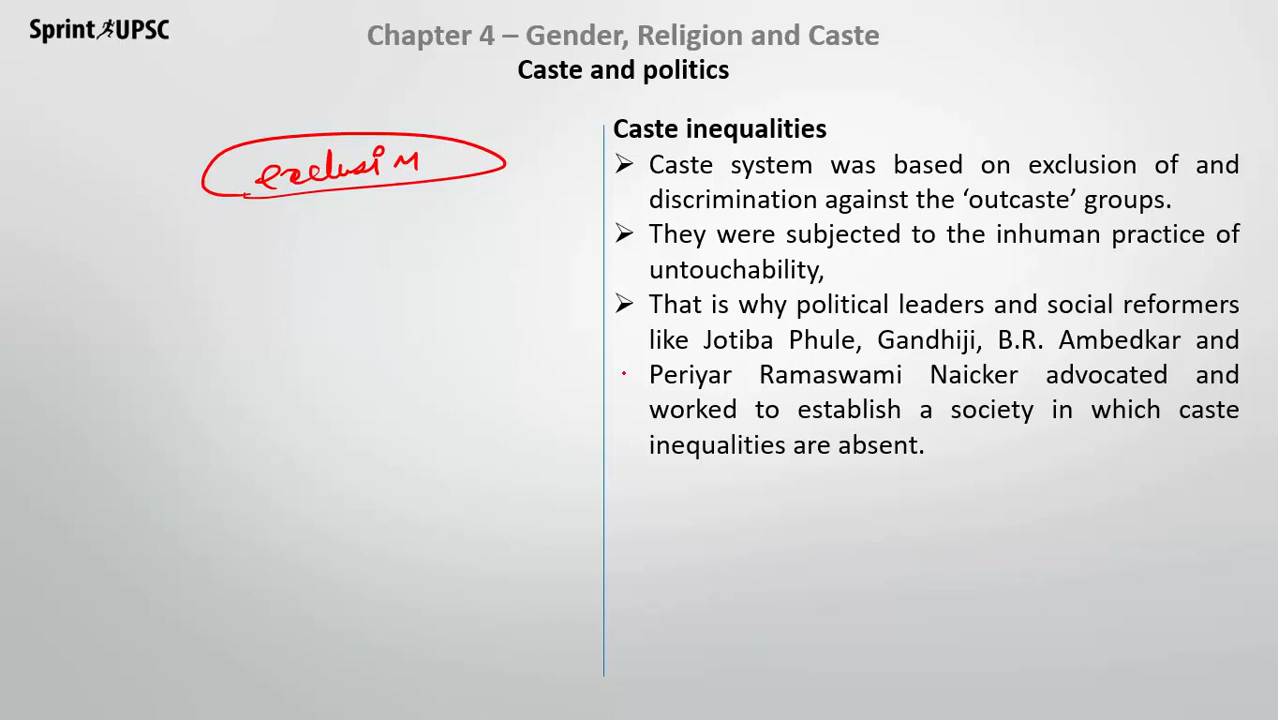 Sprint UPSC
Chapter 4 – Gender, Religion and Caste
Caste and politics
exclusion
Caste inequalities
➢ Caste system was based on exclusion of and
discrimination against the ‘outcaste’ groups.
➢ They were subjected to the inhuman practice of
untouchability,
➢ That is why political leaders and social reformers
like Jotiba Phule, Gandhiji, B.R. Ambedkar and
Periyar Ramaswami Naicker advocated and
worked to establish a society in which caste
inequalities are absent.